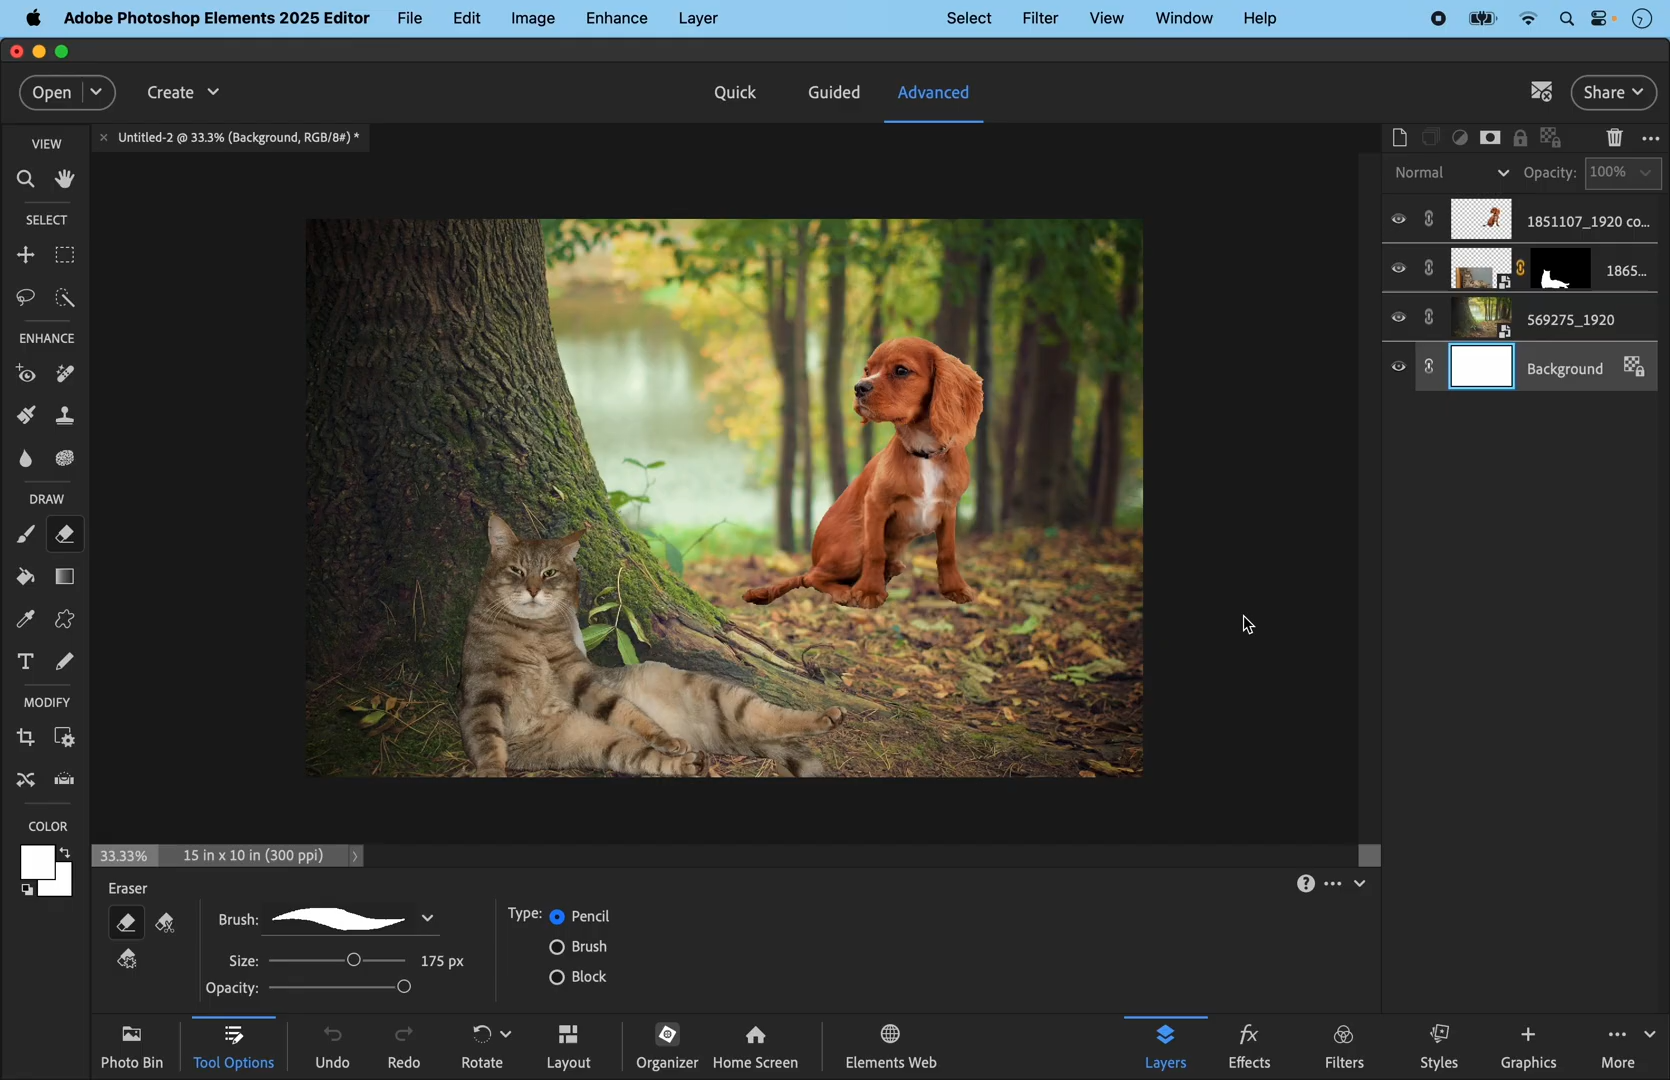 Adobe Photoshop Elements 2025 Editor File Edit Image Enhance Layer Select Filter View Window Help
Open Create Quick Guided Advanced Share
VIEW
Untitled-2 @ 33.3% (Background, RGB/8#) *
Normal Opacity: 100%
SELECT
1851107_1920 co...
1865...
569275_1920
ENHANCE
Background
DRAW
T
MODIFY
COLOR
33.33% 15 in x 10 in (300 ppi)
Eraser
Brush:
Size: 175 px
Opacity:
Type: Pencil
Brush
Block
Photo Bin Tool Options Undo Redo Rotate Layout Organizer Home Screen Elements Web Layers Effects Filters Styles Graphics More